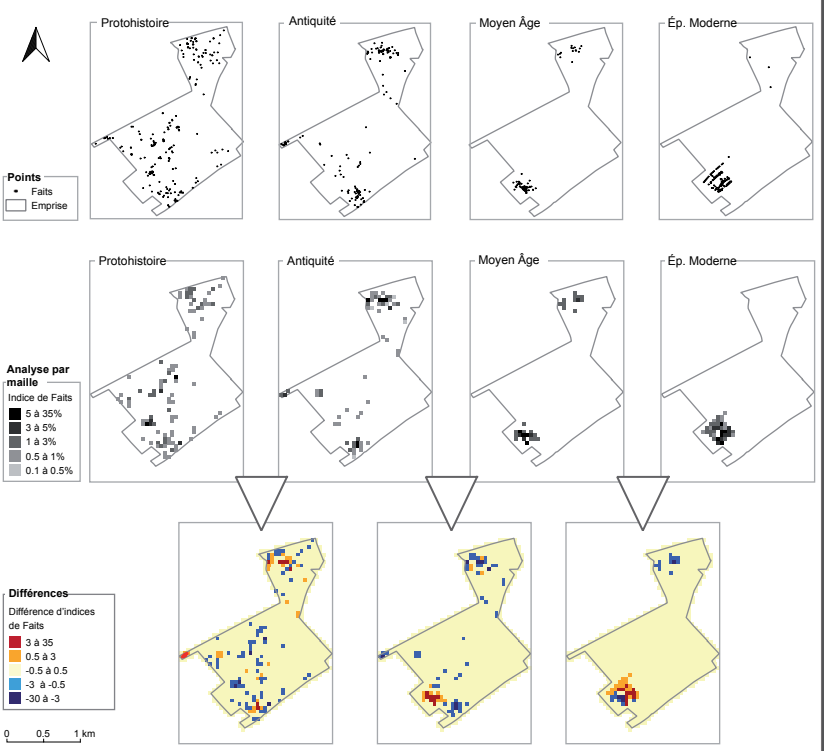 Protohistoire
Antiquité
Moyen Âge
Ép. Moderne
Points
Faits
Emprise
Protohistoire
Antiquité
Moyen Âge
Ép. Moderne
Analyse par
maille
Indice de Faits
5 à 35%
3 à 5%
1 à 3%
0.5 à 1%
0.1 à 0.5%
Différences
Différence d'indices
de Faits
3 à 35
0.5 à 3
-0.5 à 0.5
-3 à -0.5
-30 à -3
0 0.5 1 km